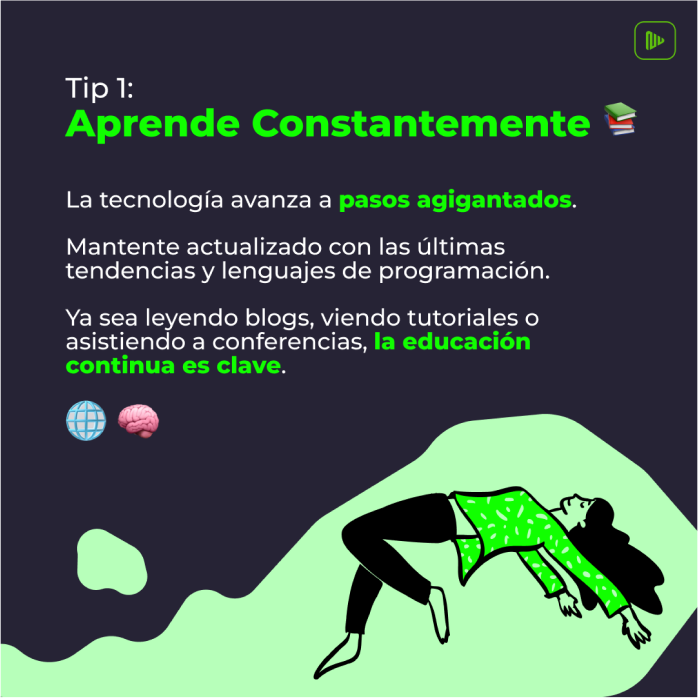 Tip 1:
Aprende Constantemente 📚
La tecnología avanza a pasos agigantados.
Mantente actualizado con las últimas
tendencias y lenguajes de programación.
Ya sea leyendo blogs, viendo tutoriales o
asistiendo a conferencias, la educación
continua es clave.